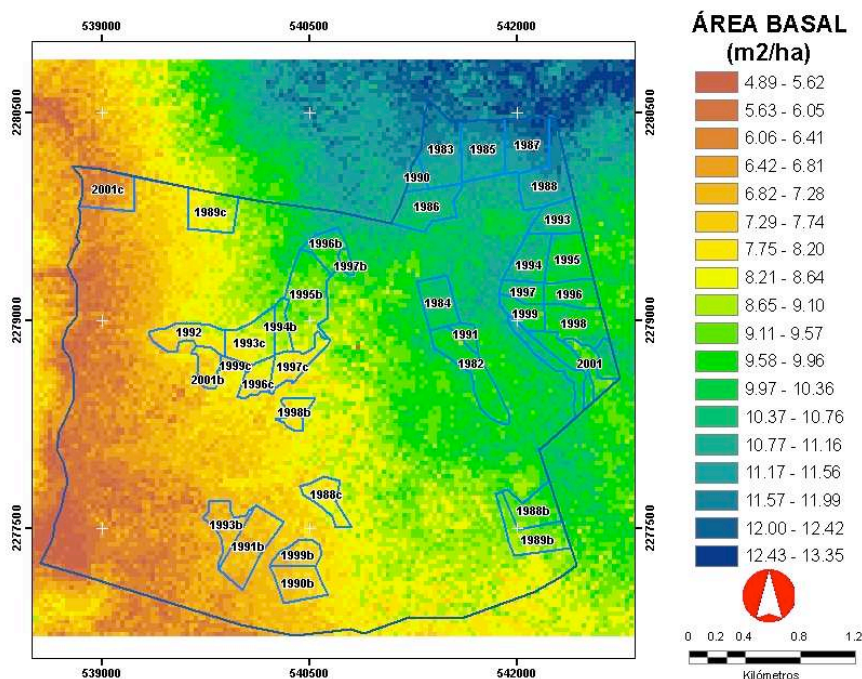 539000 540500 542000
ÁREA BASAL
(m2/ha)
4.89 - 5.62
5.63 - 6.05
6.06 - 6.41
6.42 - 6.81
6.82 - 7.28
7.29 - 7.74
7.75 - 8.20
8.21 - 8.64
8.65 - 9.10
9.11 - 9.57
9.58 - 9.96
9.97 - 10.36
10.37 - 10.76
10.77 - 11.16
11.17 - 11.56
11.57 - 11.99
12.00 - 12.42
12.43 - 13.35
2280500 2280500
1983 1985 1987
1990 1988
2001c
1989c 1986
1993
1996b
1997b 1994 1995
1995b 1984 1997 1996
2279000 2279000
1992 1994b 1999 1998
1993c 1991
1999c 1997c 1982 2001
2001b 1996c
1998b
1988c
1988b
2277500 2277500
1993b
1991b 1989b
1999b
1990b
539000 540500 542000
0 0.2 0.4 0.8 1.2
Kilómetros